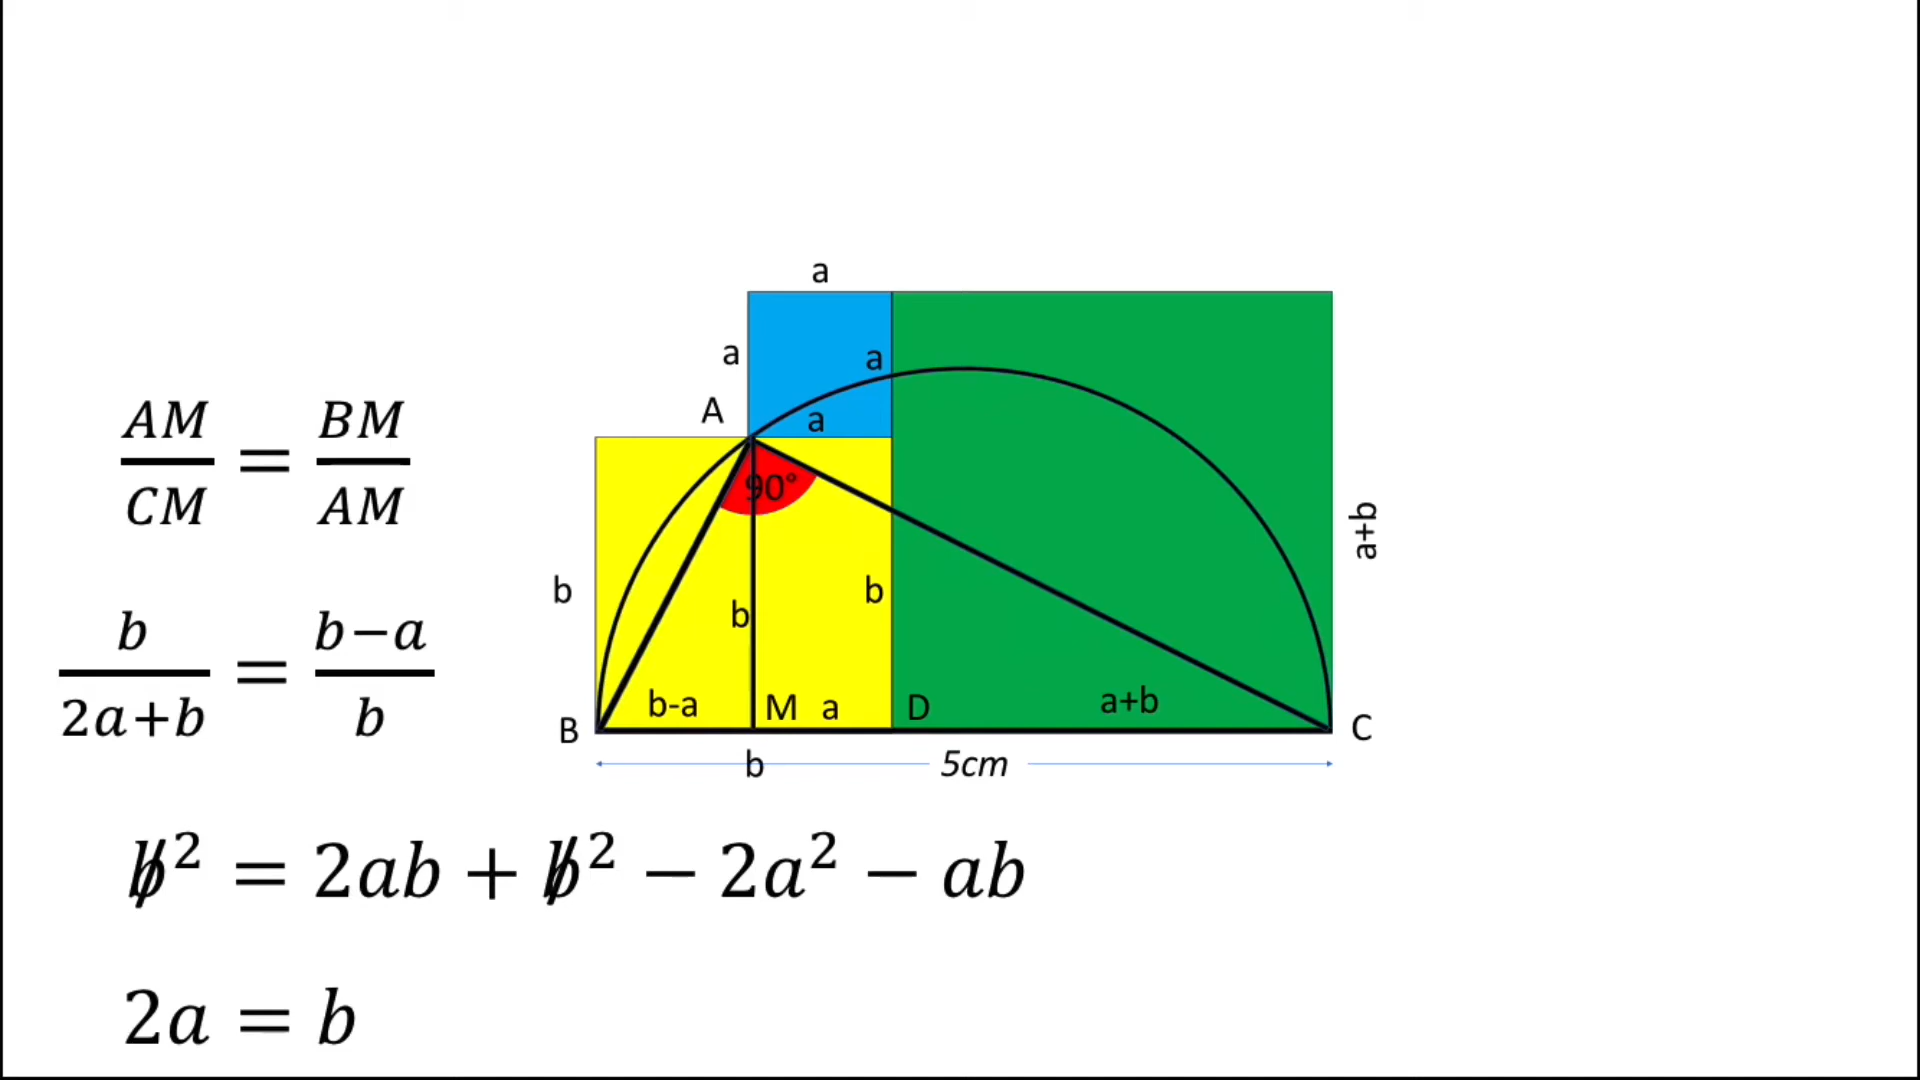 a
a
a
A
a
90°
AM/CM = BM/AM
a+b
b
b
b
b/2a+b = b−a/b
b-a
M
a
D
a+b
B
C
b
5cm
b² = 2ab + b² − 2a² − ab
2a = b